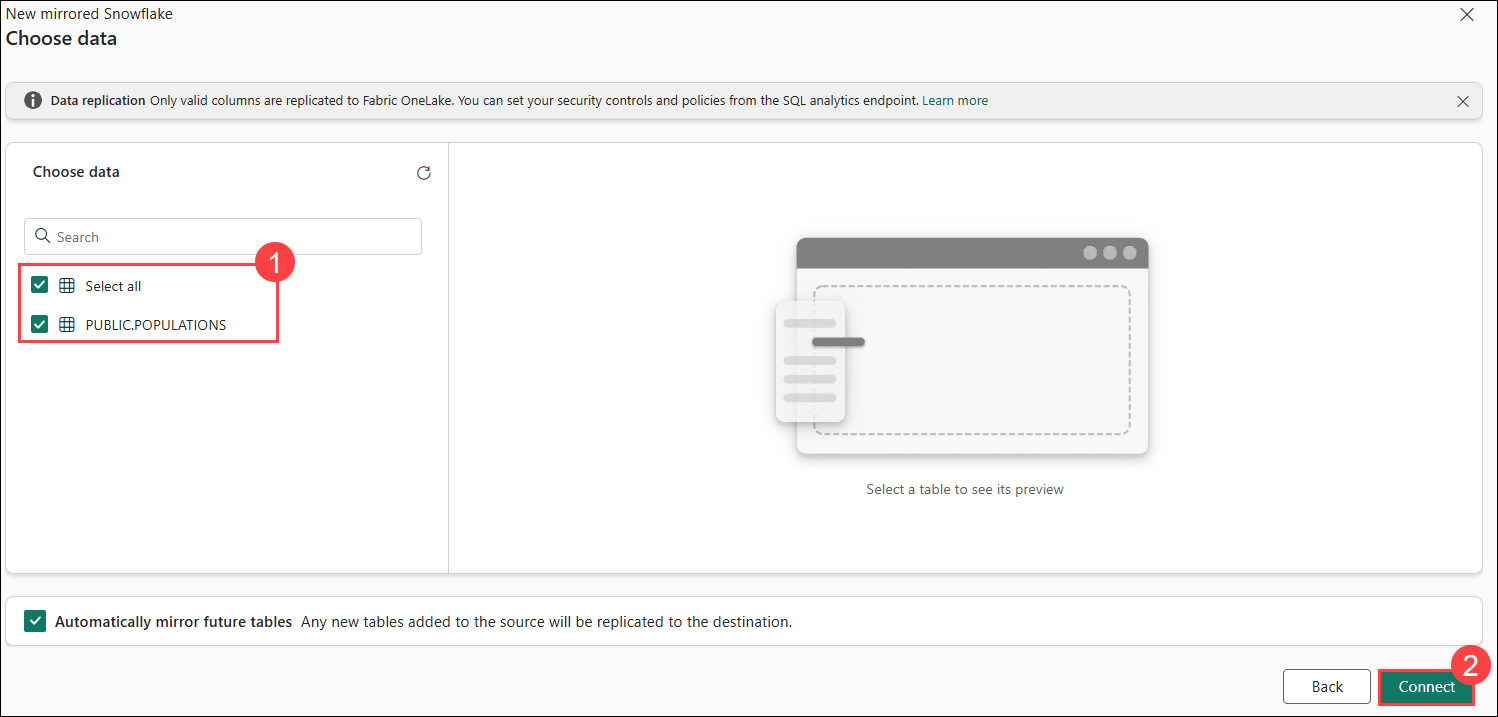 New mirrored Snowflake
Choose data
Data replication Only valid columns are replicated to Fabric OneLake. You can set your security controls and policies from the SQL analytics endpoint. Learn more
Choose data
Search
1
Select all
PUBLIC.POPULATIONS
Select a table to see its preview
Automatically mirror future tables Any new tables added to the source will be replicated to the destination.
2
Back Connect